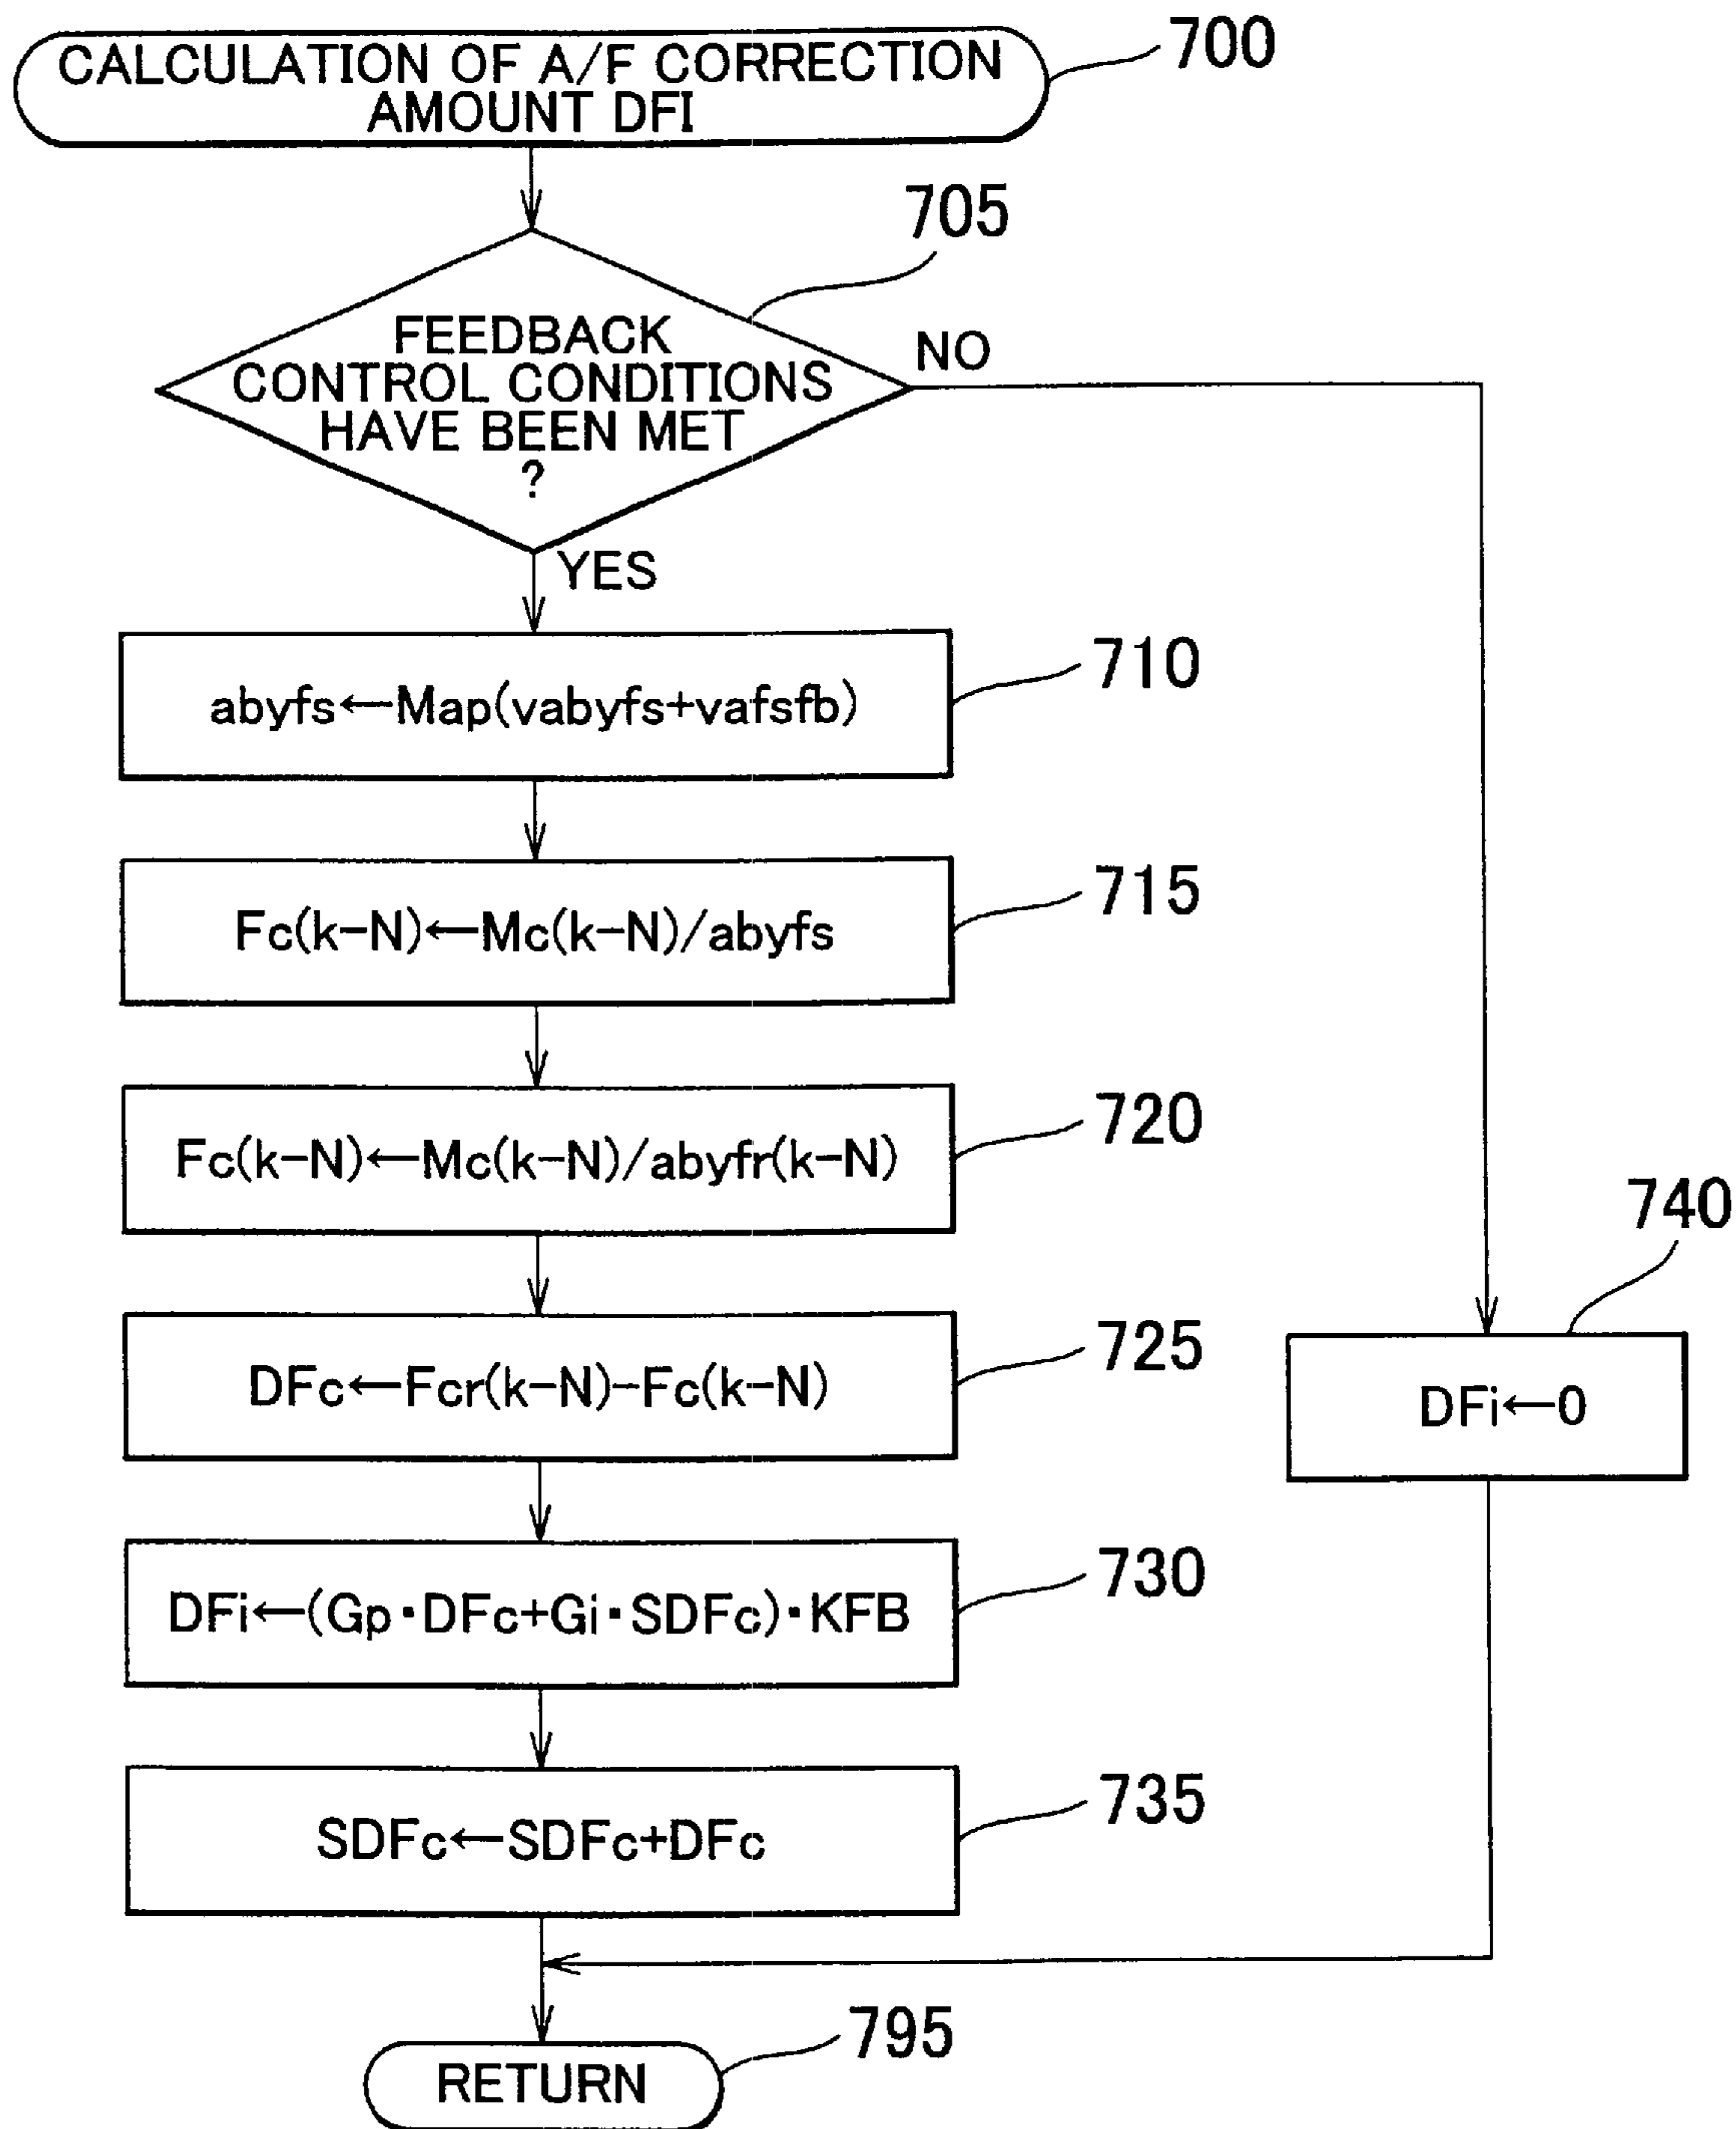 CALCULATION OF A/F CORRECTION
AMOUNT DFI
700
705
FEEDBACK
CONTROL CONDITIONS
HAVE BEEN MET
?
NO
YES
abyfs←Map(vabyfs+vafsfb)
710
Fc(k-N)←Mc(k-N)/abyfs
715
Fc(k-N)←Mc(k-N)/abyfr(k-N)
720
DFc←Fcr(k-N)-Fc(k-N)
725
740
DFi←0
DFi←(Gp・DFc+Gi・SDFc)・KFB
730
SDFc←SDFc+DFc
735
RETURN
795